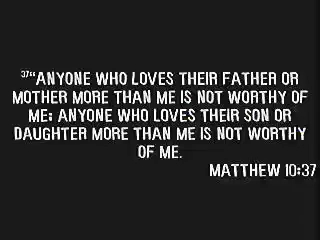 37“ANYONE WHO LOVES THEIR FATHER OR
MOTHER MORE THAN ME IS NOT WORTHY OF
ME; ANYONE WHO LOVES THEIR SON OR
DAUGHTER MORE THAN ME IS NOT WORTHY
OF ME.
MATTHEW 10:37